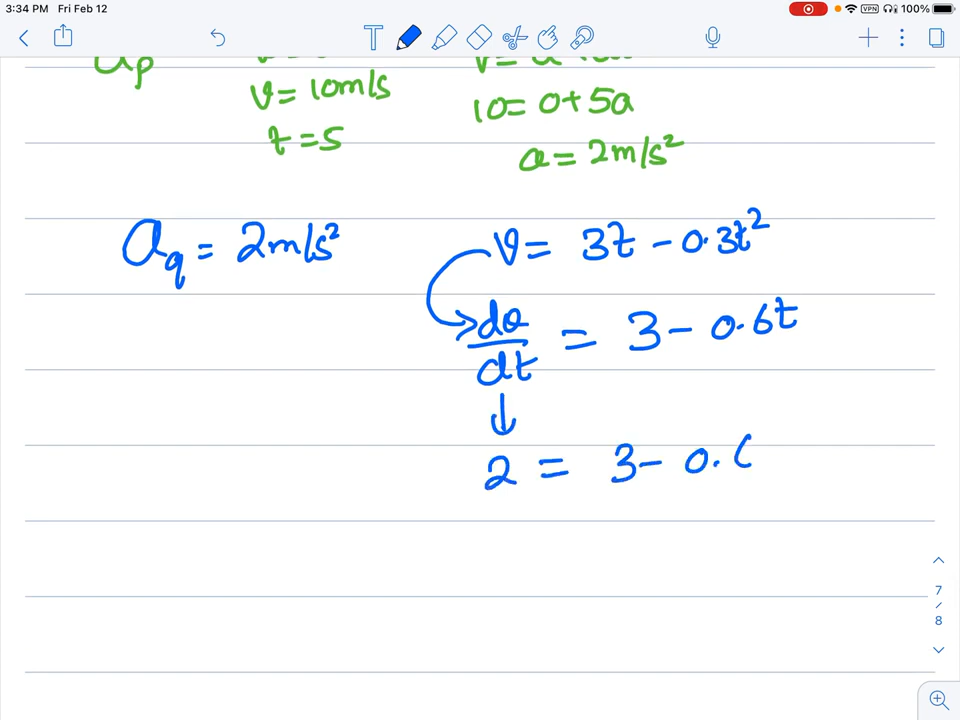 3:34 PM Fri Feb 12
VPN 100%
T
v = 10m/s
10 = 0 + 5a
t = 5
a = 2m/s²
a_q = 2m/s²
v = 3t - 0.3t²
dv/dt = 3 - 0.6t
↓
2 = 3 - 0.
7
/
8